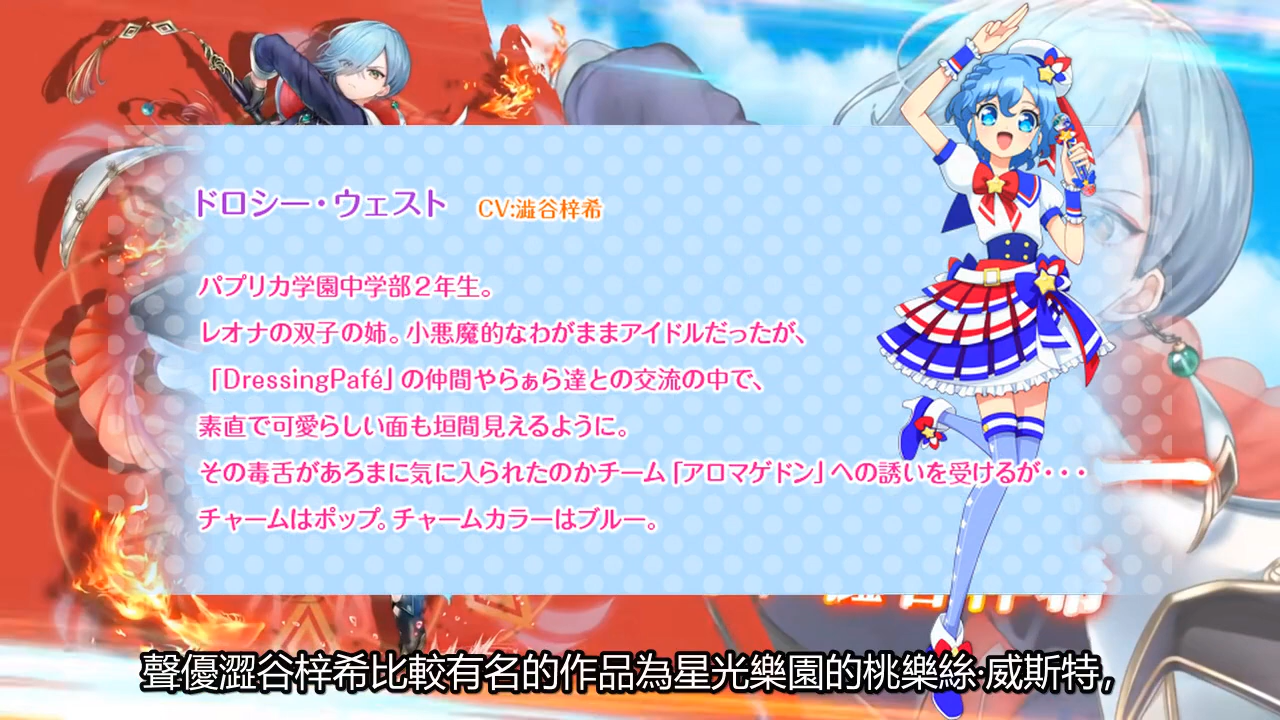 ドロシー・ウェスト CV:澁谷梓希
パプリカ学園中学部２年生。
レオナの双子の姉。小悪魔的なわがままアイドルだったが、
「DressingPafé」の仲間やらぁら達との交流の中で、
素直で可愛らしい面も垣間見えるように。
その毒舌があろまに気に入られたのかチーム「アロマゲドン」への誘いを受けるが・・・
チャームはポップ。チャームカラーはブルー。
聲優澀谷梓希比較有名的作品為星光樂園的桃樂絲·威斯特,